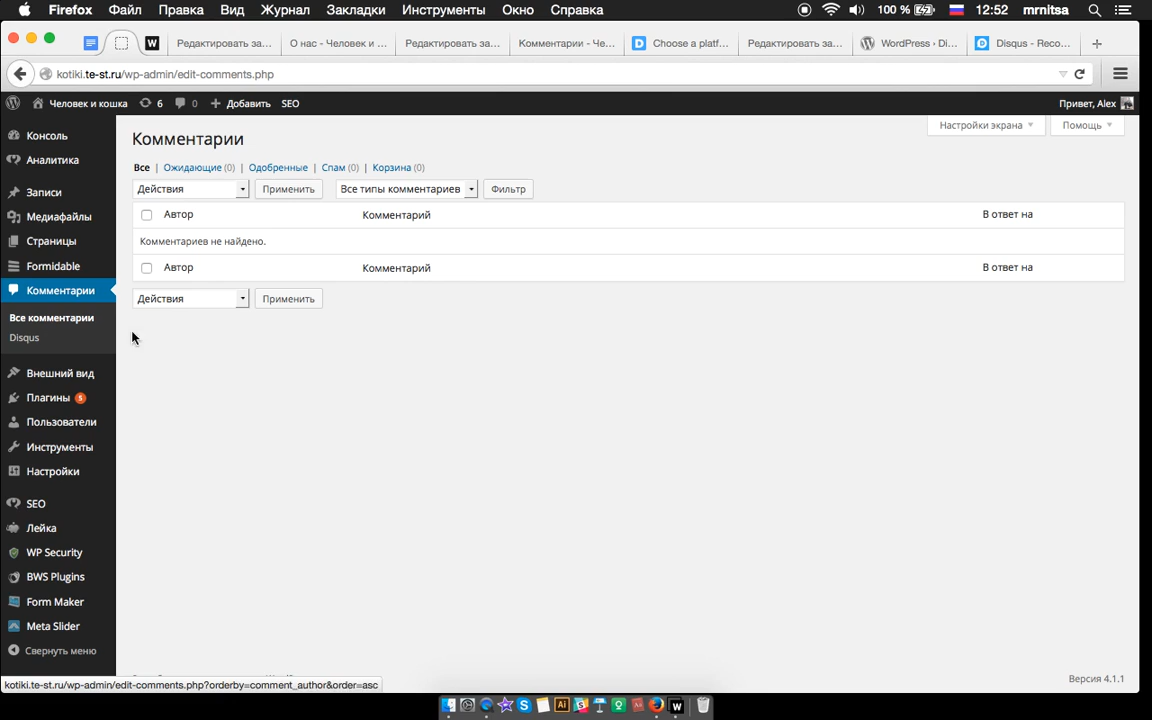 Firefox Файл Правка Вид Журнал Закладки Инструменты Окно Справка 100 % 12:52 mrnitsa
W Редактировать за... О нас - Человек и ... Редактировать за... Комментарии - Че... Choose a platf... Редактировать за... WordPress › Di... Disqus - Reco...
kotiki.te-st.ru/wp-admin/edit-comments.php
Человек и кошка 6 0 Добавить SEO Привет, Alex
Настройки экрана Помощь
Консоль
Аналитика
Записи
Медиафайлы
Страницы
Formidable
Комментарии
Все комментарии
Disqus
Внешний вид
Плагины 5
Пользователи
Инструменты
Настройки
SEO
Лейка
WP Security
BWS Plugins
Form Maker
Meta Slider
Свернуть меню
Комментарии
Все | Ожидающие (0) | Одобренные | Спам (0) | Корзина (0)
Действия Применить Все типы комментариев Фильтр
Автор Комментарий В ответ на
Комментариев не найдено.
Автор Комментарий В ответ на
Действия Применить
Версия 4.1.1
kotiki.te-st.ru/wp-admin/edit-comments.php?orderby=comment_author&order=asc